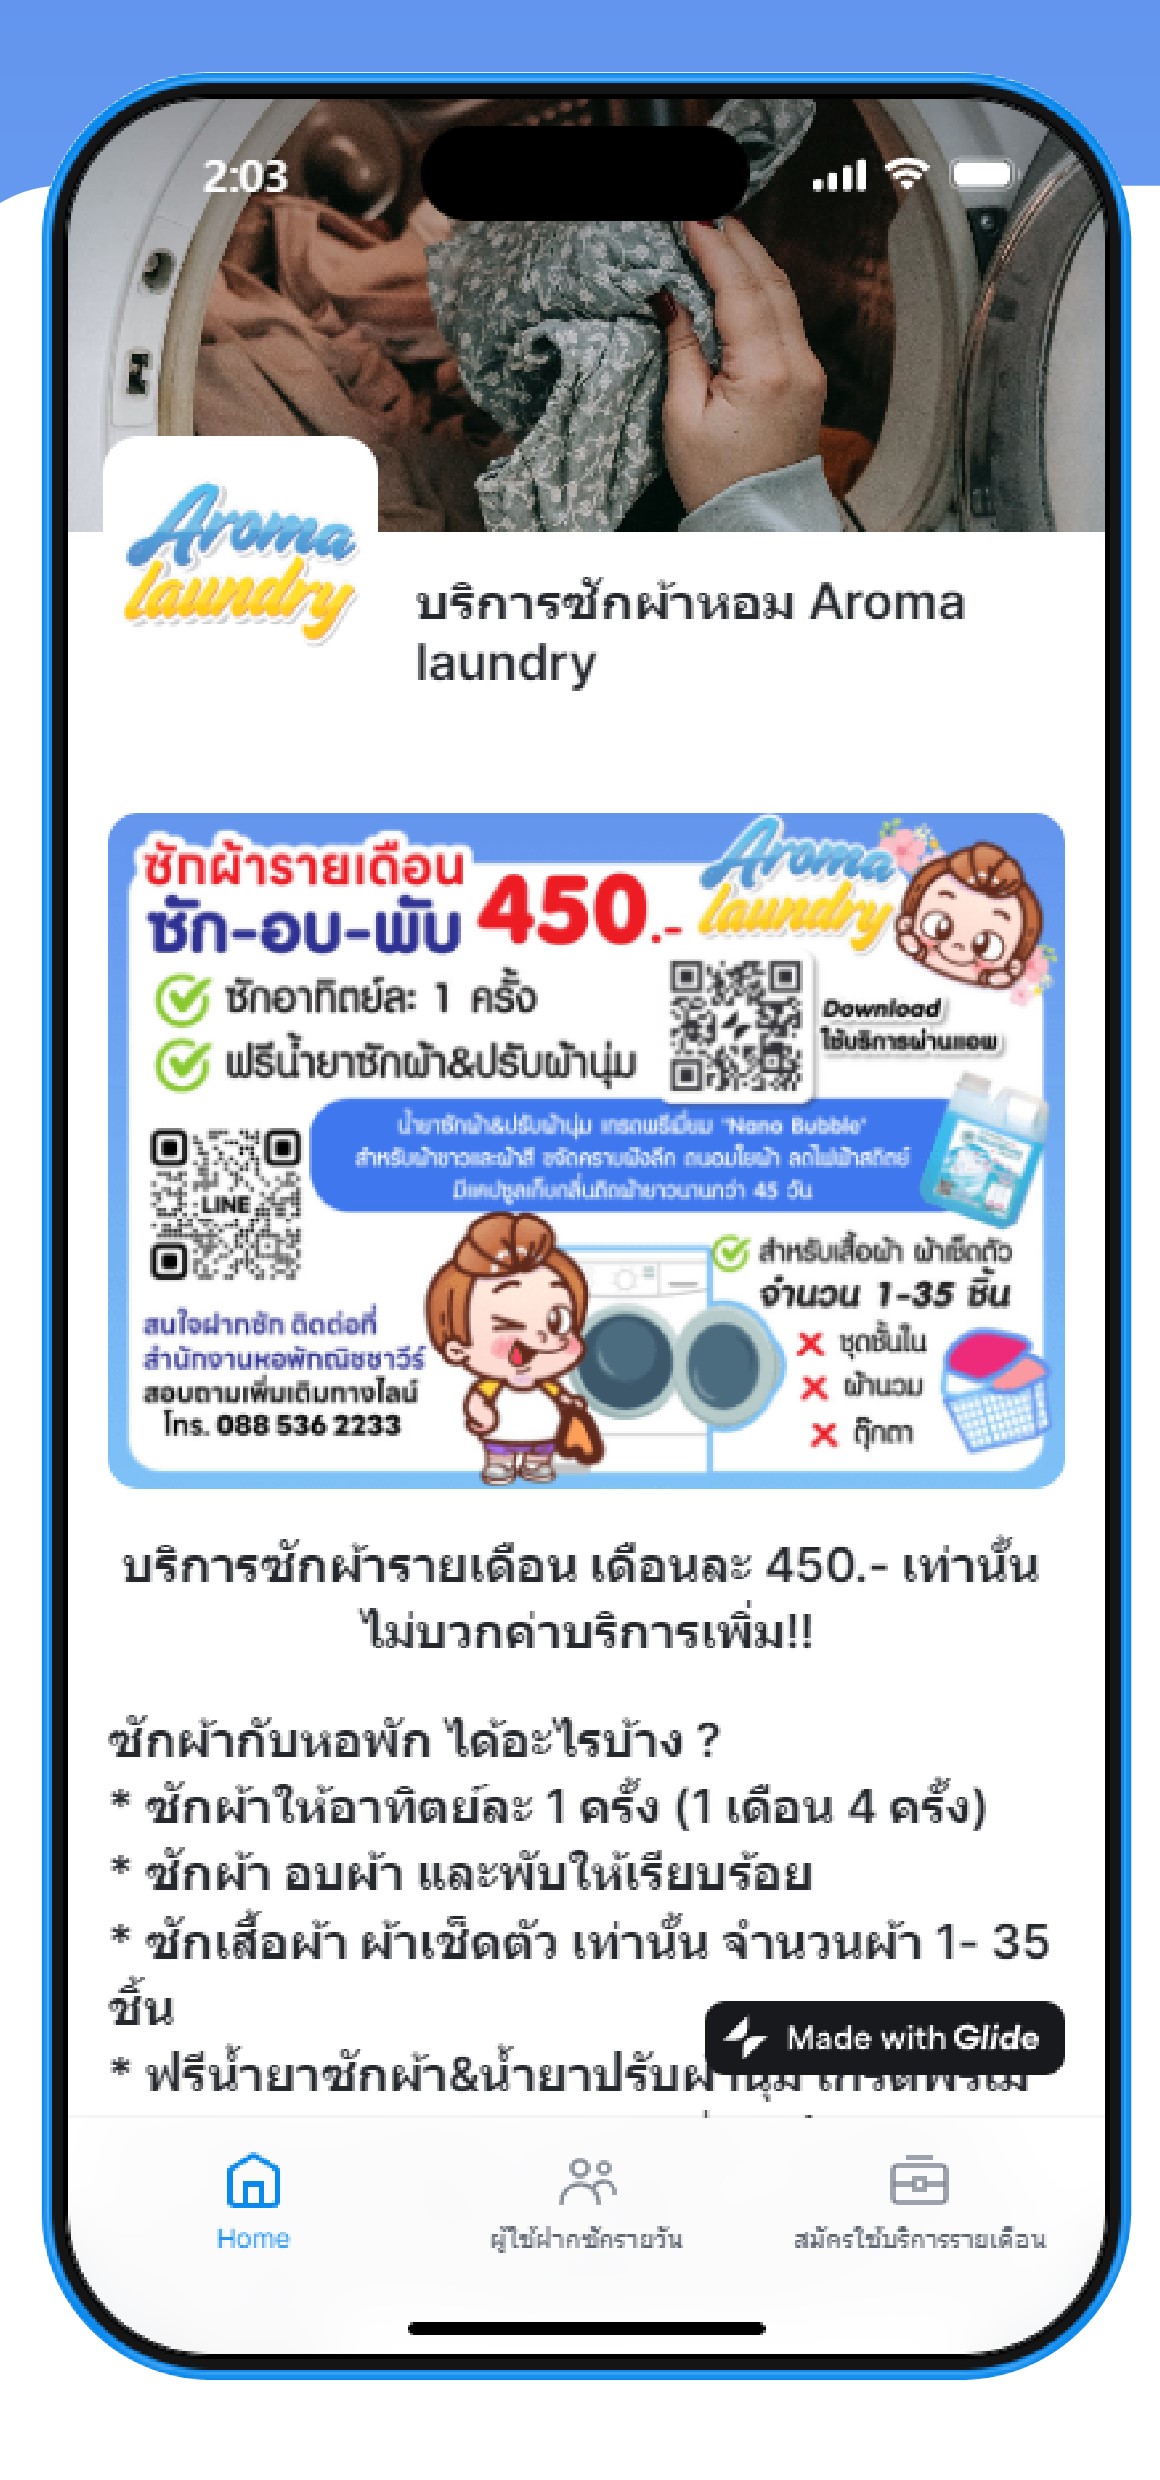 2:03
Aroma
laundry
บริการซักผ้าหอม Aroma
laundry
ซักผ้ารายเดือน
ซัก-อบ-พับ 450.-
Aroma
laundry
ซักอาทิตย์ละ 1 ครั้ง
ฟรีน้ำยาซักผ้า&ปรับผ้านุ่ม
Download
ใช้บริการผ่านแอพ
น้ำยาซักผ้า&ปรับผ้านุ่ม เกรดพรีเมี่ยม "Nano Bubble"
สำหรับผ้าขาวและผ้าสี ขจัดคราบฝังลึก ถนอมใยผ้า ลดไฟฟ้าสถิตย์
มีแคปซูลเก็บกลิ่นติดผ้ายาวนานกว่า 45 วัน
LINE
สำหรับเสื้อผ้า ผ้าเช็ดตัว
จำนวน 1-35 ชิ้น
ชุดชั้นใน
ผ้านวม
ตุ๊กตา
สนใจฝากซัก ติดต่อที่
สำนักงานหอพักณิชชาวีร์
สอบถามเพิ่มเติมทางไลน์
โทร. 088 536 2233
บริการซักผ้ารายเดือน เดือนละ 450.- เท่านั้น
ไม่บวกค่าบริการเพิ่ม!!
ซักผ้ากับหอพัก ได้อะไรบ้าง ?
* ซักผ้าให้อาทิตย์ละ 1 ครั้ง (1 เดือน 4 ครั้ง)
* ซักผ้า อบผ้า และพับให้เรียบร้อย
* ซักเสื้อผ้า ผ้าเช็ดตัว เท่านั้น จำนวนผ้า 1- 35
ชิ้น
* ฟรีน้ำยาซักผ้า&น้ำยาปรับผ้านุ่ม เกรดพรีเมี่
Made with Glide
Home
ผู้ใช้ฝากซักรายวัน
สมัครใช้บริการรายเดือน